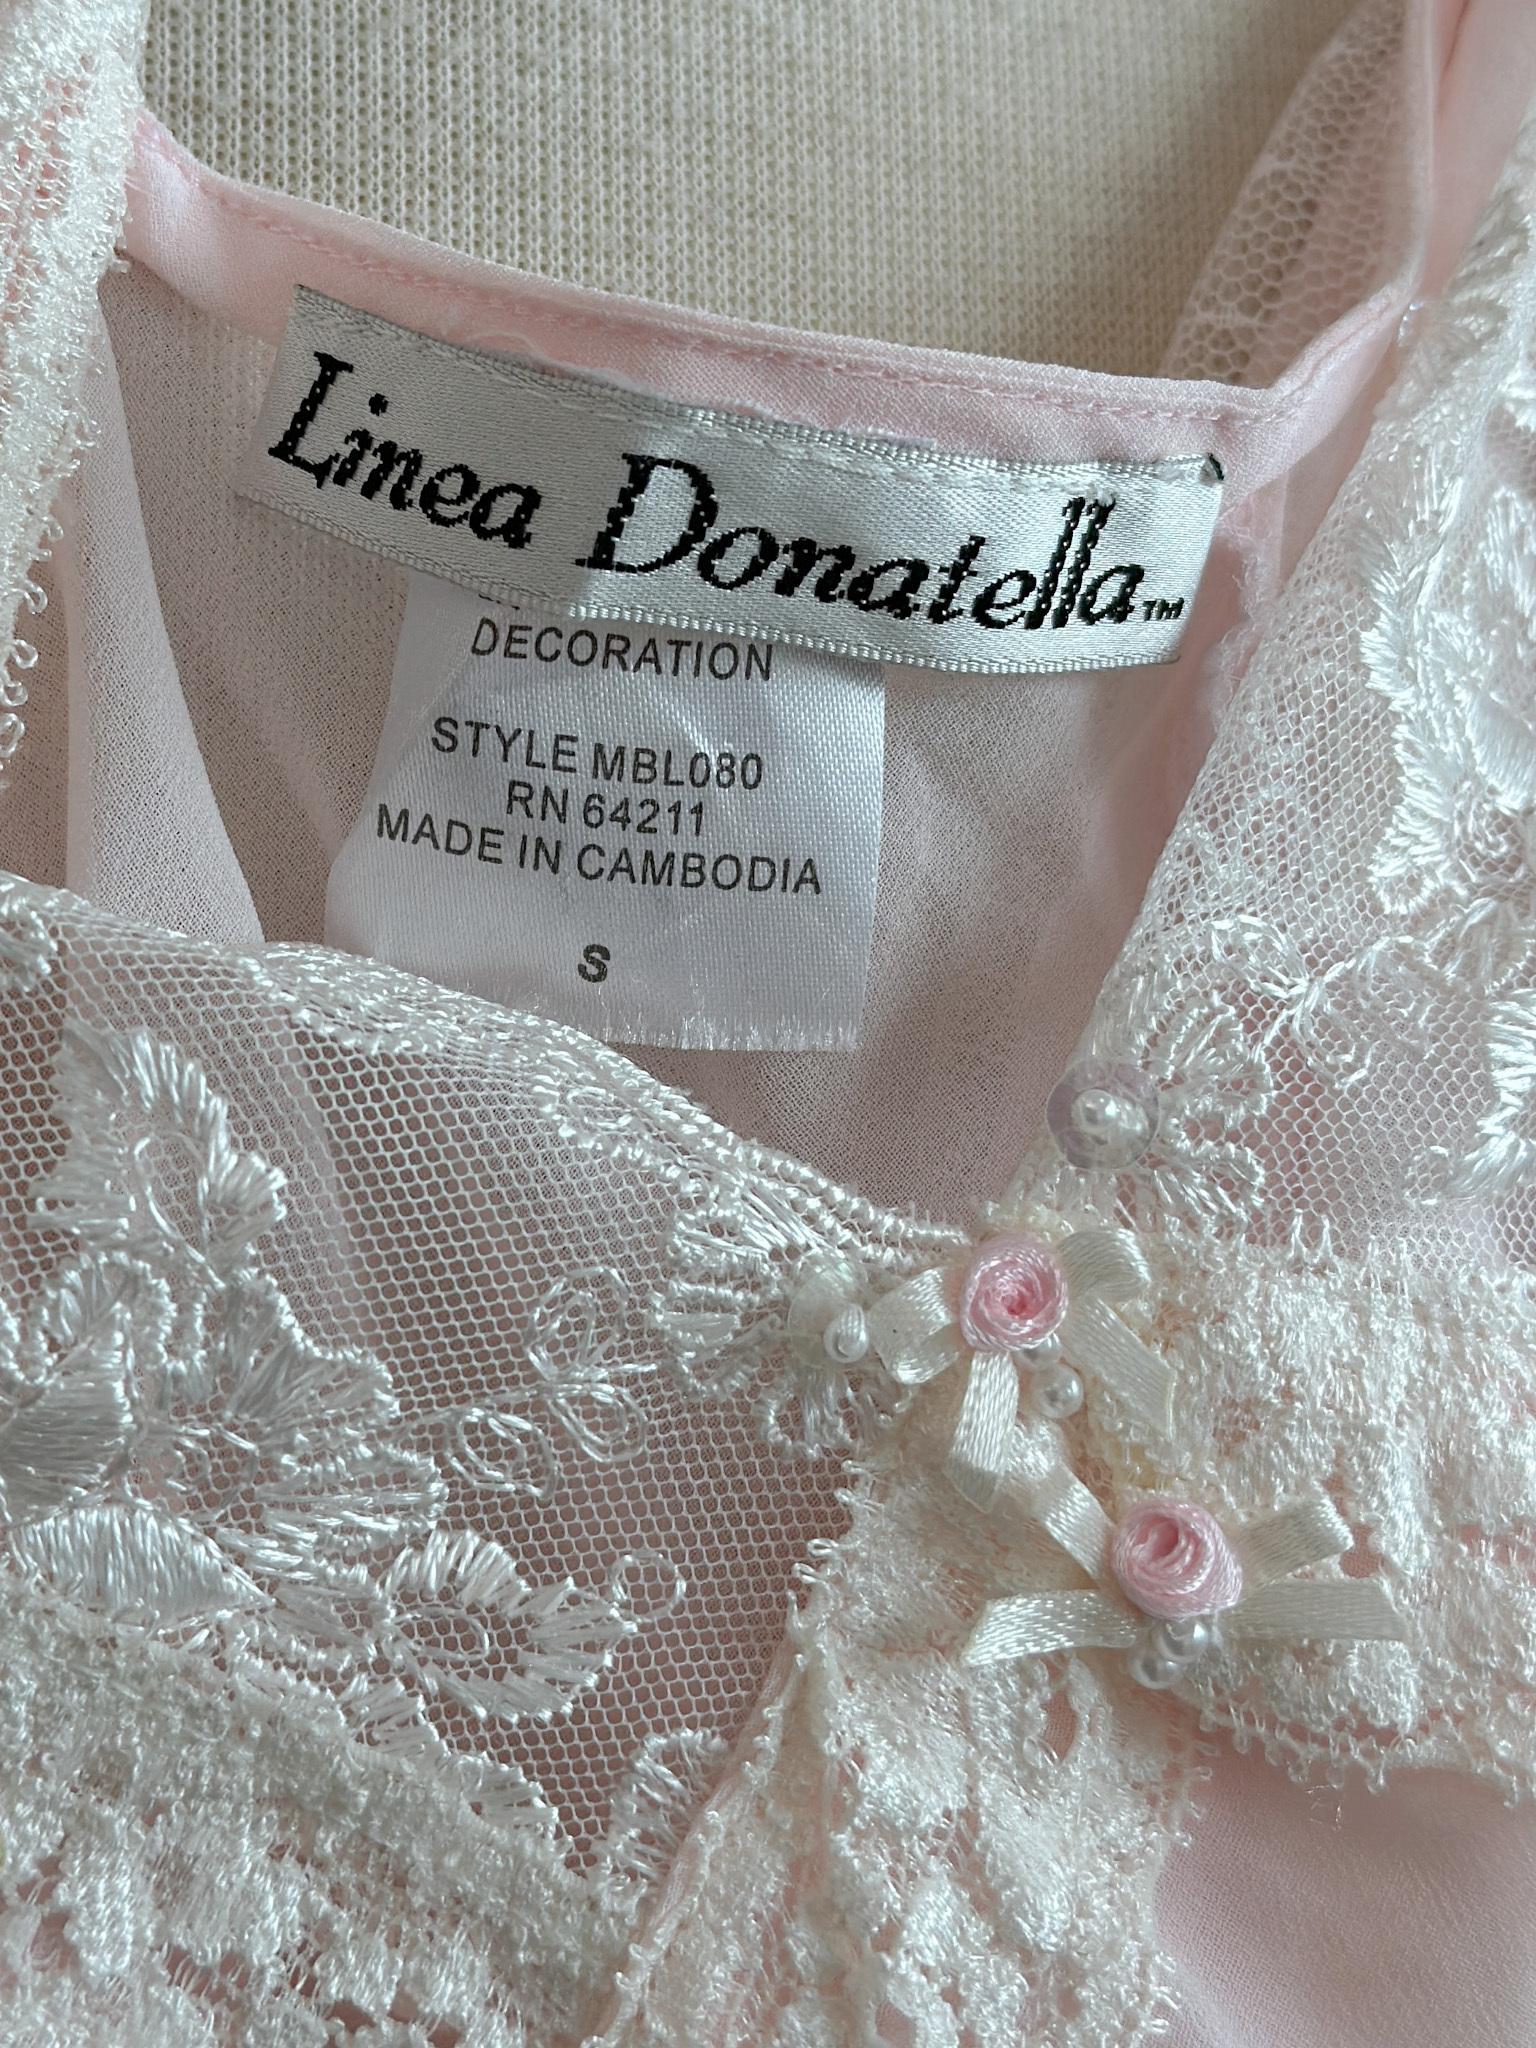 Linea Donatella™
DECORATION
STYLE MBL080
RN 64211
MADE IN CAMBODIA
S